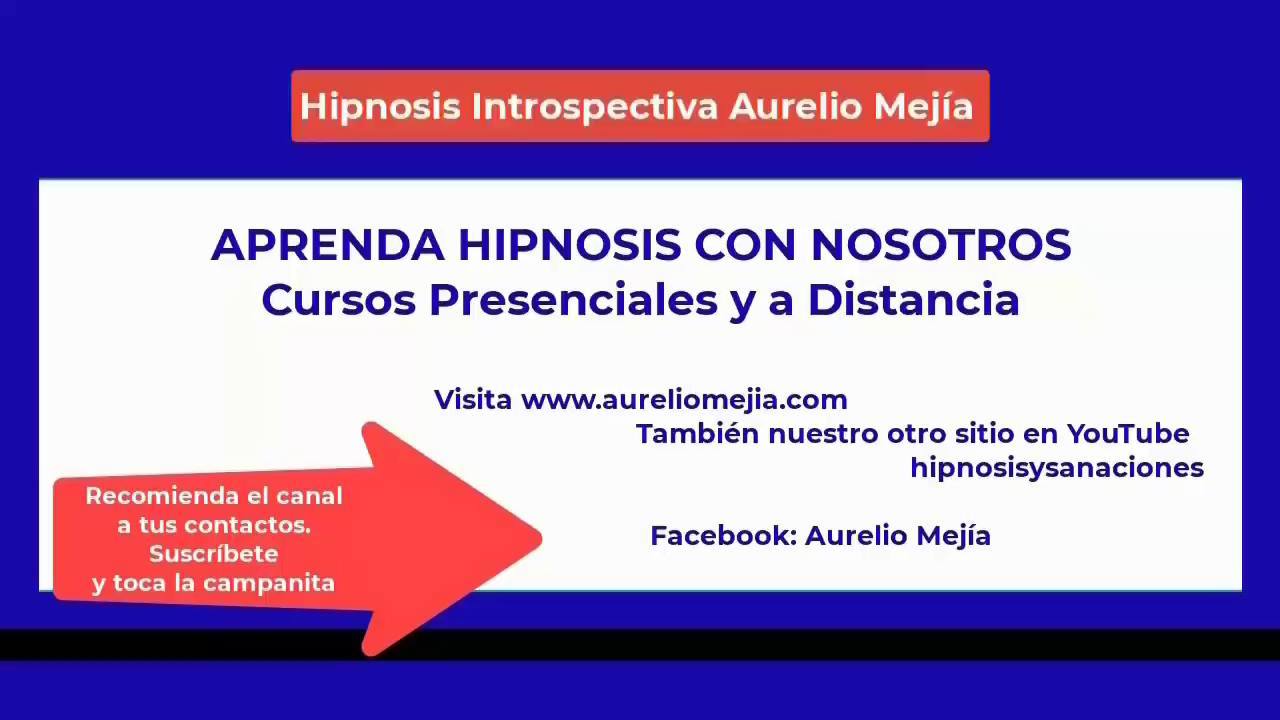 Hipnosis Introspectiva Aurelio Mejía
APRENDA HIPNOSIS CON NOSOTROS
Cursos Presenciales y a Distancia
Visita www.aureliomejia.com
También nuestro otro sitio en YouTube
hipnosisysanaciones
Facebook: Aurelio Mejía
Recomienda el canal
a tus contactos.
Suscríbete
y toca la campanita